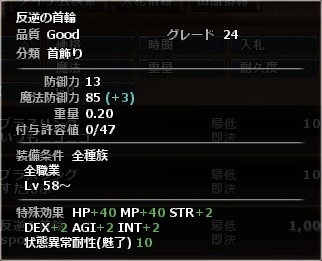 反逆の首輪
品質 Good グレード 24
分類 首飾り
防御力 13
魔法防御力 85 (+3)
重量 0.20
付与許容値 0/47
装備条件 全種族
全職業
Lv 58～
特殊効果 HP+40 MP+40 STR+2
DEX+2 AGI+2 INT+2
状態異常耐性(魅了) 10